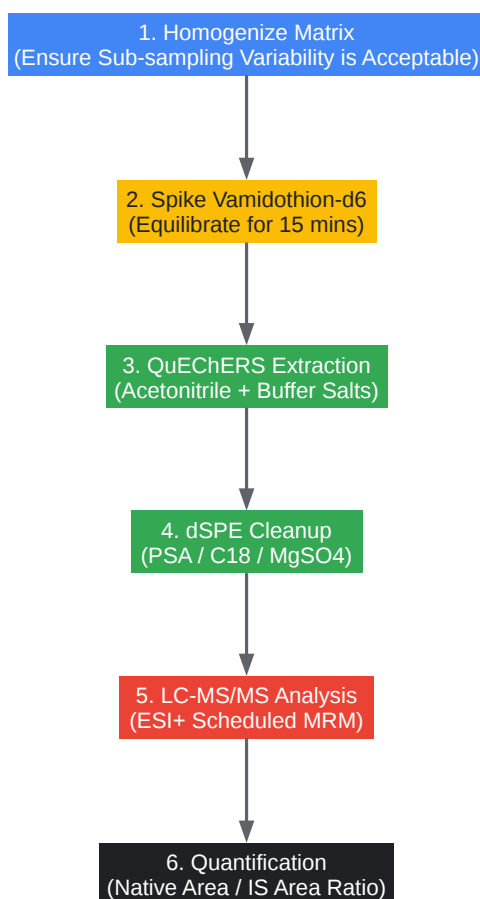 1. Homogenize Matrix
(Ensure Sub-sampling Variability is Acceptable)
2. Spike Vamidothion-d6
(Equilibrate for 15 mins)
3. QuEChERS Extraction
(Acetonitrile + Buffer Salts)
4. dSPE Cleanup
(PSA / C18 / MgSO4)
5. LC-MS/MS Analysis
(ESI+ Scheduled MRM)
6. Quantification
(Native Area / IS Area Ratio)